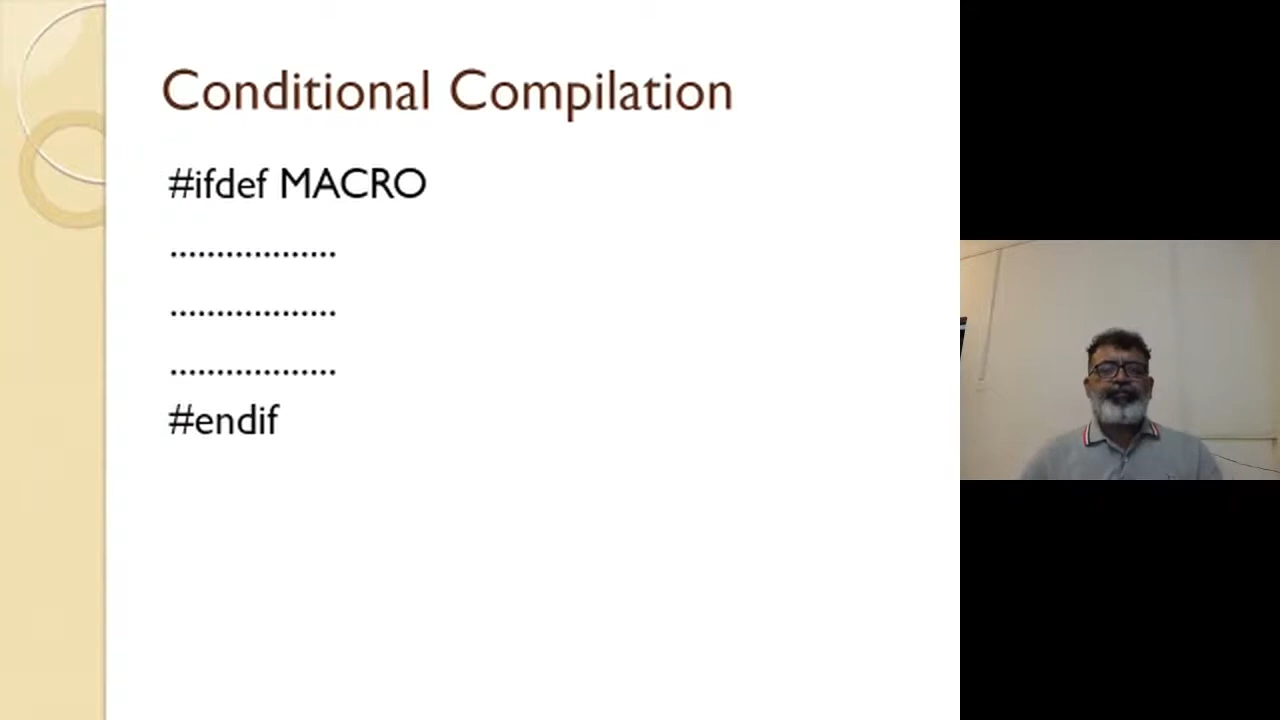 Conditional Compilation
#ifdef MACRO
..................
..................
..................
#endif